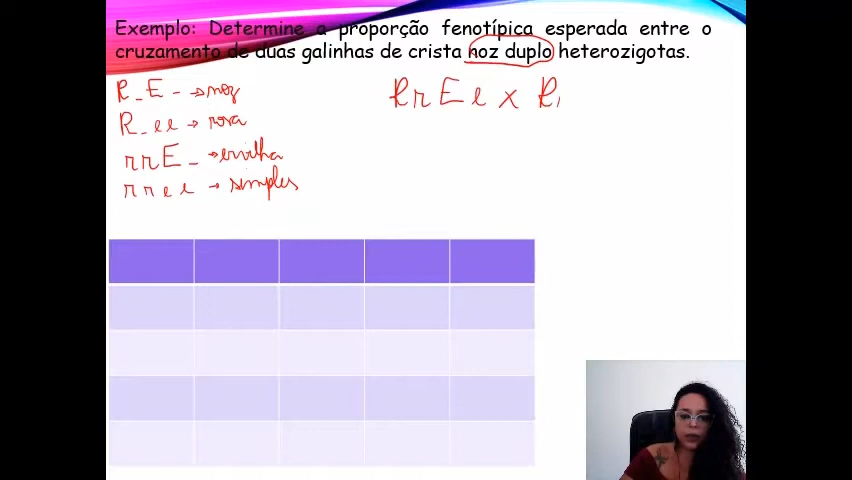 Exemplo: Determine a proporção fenotípica esperada entre o
cruzamento de duas galinhas de crista noz duplo heterozigotas.
R_E_ → noz
R_ee → rosa
rrE_ → ervilha
rree → simples
RrEe x R